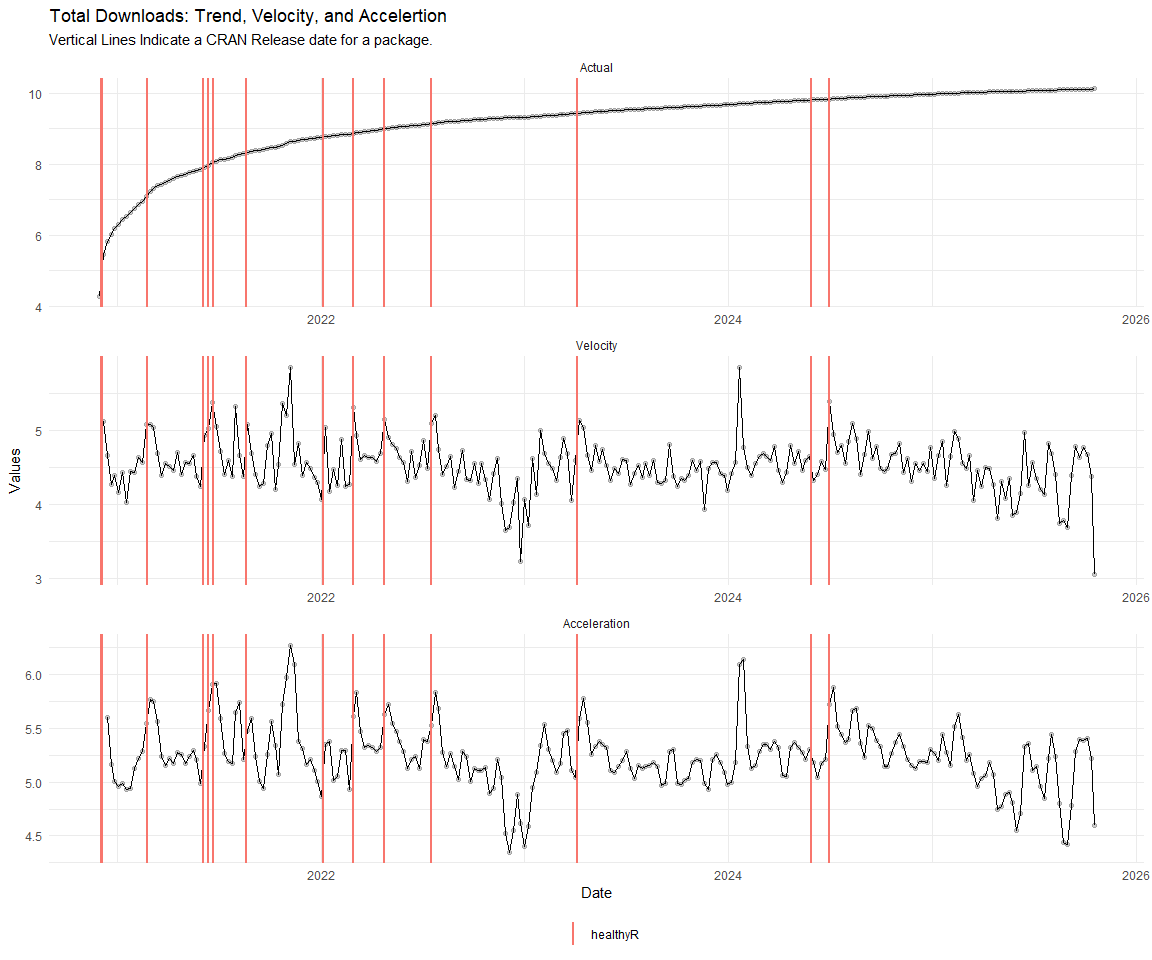 Total Downloads: Trend, Velocity, and Accelertion
Vertical Lines Indicate a CRAN Release date for a package.
Actual
10
8
6
4
2022
2024
2026
Velocity
5
4
3
2022
2024
2026
Acceleration
6.0
5.5
5.0
4.5
2022
2024
2026
Values
Date
healthyR